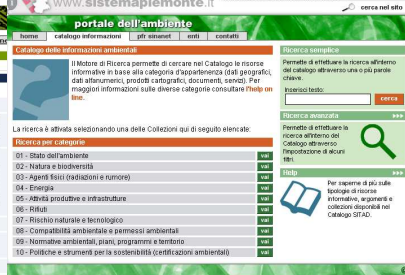 www.sistemapiemonte.it
cerca nel sito
portale
dell'ambiente
home
catalogo informazioni
pfr sinanet
enti
contatti
Catalogo delle informazioni ambientali
Il Motore di Ricerca permette di cercare nel Catalogo le risorse
informative in base alla categoria d'appartenenza (dati geografici,
dati alfanumerici, prodotti cartografici, documenti, servizi). Per
maggiori informazioni sulle diverse categorie consultare l'help on
line.
La ricerca è attivata selezionando una delle Collezioni qui di seguito elencate:
Ricerca per categorie
01 - Stato dell'ambiente vai
02 - Natura e biodiversità vai
03 - Agenti fisici (radiazioni e rumore) vai
04 - Energia vai
05 - Attività produttive e infrastrutture vai
06 - Rifiuti vai
07 - Rischio naturale e tecnologico vai
08 - Compatibilità ambientale e permessi ambientali vai
09 - Normative ambientali, piani, programmi e territorio vai
10 - Politiche e strumenti per la sostenibilità (certificazioni ambientali) vai
Ricerca semplice
Permette di effettuare la ricerca all'interno
del catalogo attraverso una o più parole
chiave.
Inserisci testo:
cerca
Ricerca avanzata
Permette di effettuare la
ricerca all'interno del
Catalogo attraverso
l'impostazione di alcuni
filtri.
Help
Per saperne di più sulle
tipologie di risorse
informative, argomenti e
collezioni disponibili nel
Catalogo SITAD.